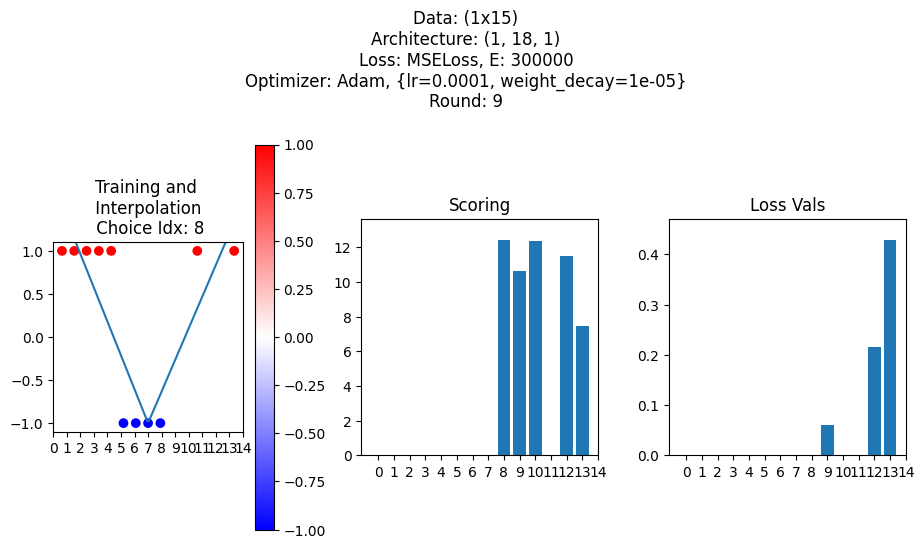 Data: (1x15)
Architecture: (1, 18, 1)
Loss: MSELoss, E: 300000
Optimizer: Adam, {lr=0.0001, weight_decay=1e-05}
Round: 9
Training and
Interpolation
Choice Idx: 8
1.0
0.5
0.0
−0.5
−1.0
0 1 2 3 4 5 6 7 8 9 10 11 12 13 14
1.00
0.75
0.50
0.25
0.00
−0.25
−0.50
−0.75
−1.00
Scoring
12
10
8
6
4
2
0
0 1 2 3 4 5 6 7 8 9 10 11 12 13 14
Loss Vals
0.4
0.3
0.2
0.1
0.0
0 1 2 3 4 5 6 7 8 9 10 11 12 13 14